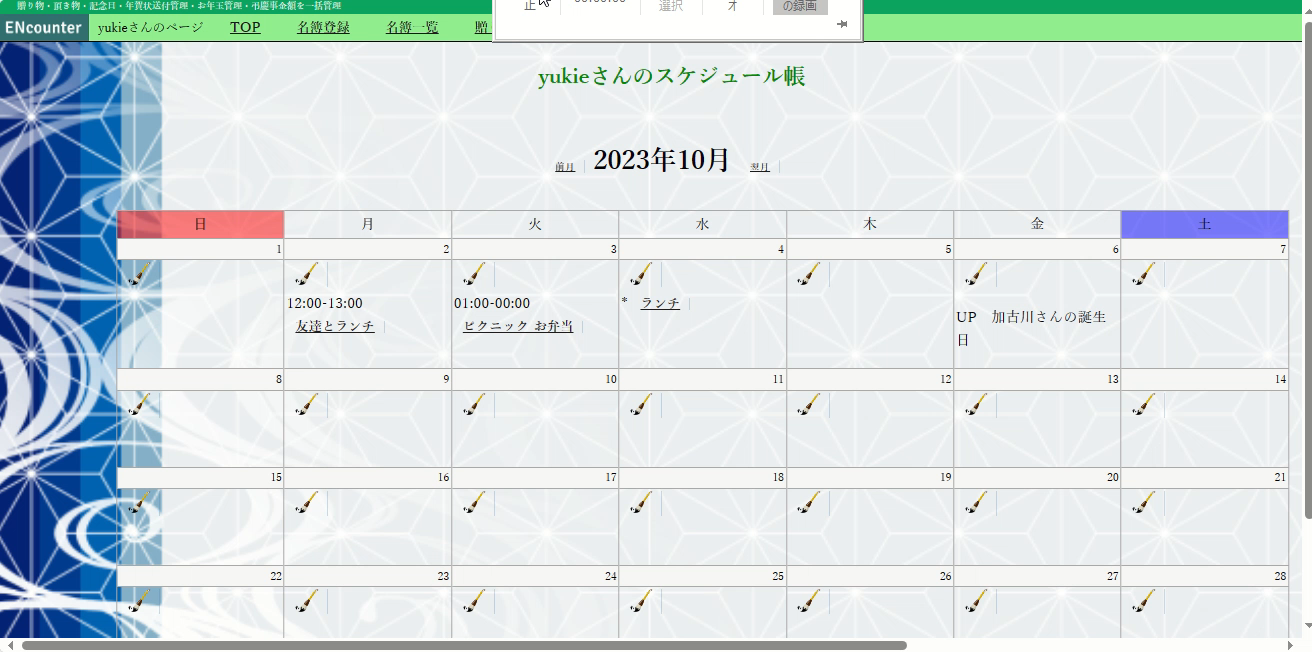 贈り物・頂き物・記念日・年賀状送付管理・お年玉管理・冊慶事金額を一括管理
ENcounter yukieさんのページ TOP 名簿登録 名簿一覧 贈
正 選択 オ の録画
yukieさんのスケジュール帳
前月 2023年10月 翌月
日 月 火 水 木 金 土
1 2 3 4 5 6 7
12:00-13:00 01:00-00:00 * ランチ
友達とランチ ピクニック お弁当
UP 加古川さんの誕生
日
8 9 10 11 12 13 14
15 16 17 18 19 20 21
22 23 24 25 26 27 28